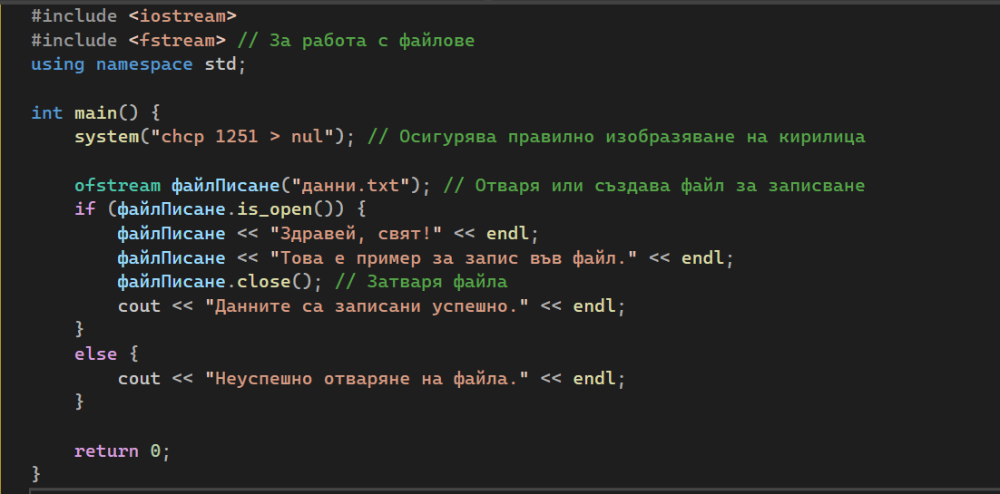 #include <iostream>
#include <fstream> // За работа с файлове
using namespace std;

int main() {
    system("chcp 1251 > nul"); // Осигурява правилно изобразяване на кирилица

    ofstream файлПисане("данни.txt"); // Отваря или създава файл за записване
    if (файлПисане.is_open()) {
        файлПисане << "Здравей, свят!" << endl;
        файлПисане << "Това е пример за запис във файл." << endl;
        файлПисане.close(); // Затваря файла
        cout << "Данните са записани успешно." << endl;
    }
    else {
        cout << "Неуспешно отваряне на файла." << endl;
    }

    return 0;
}